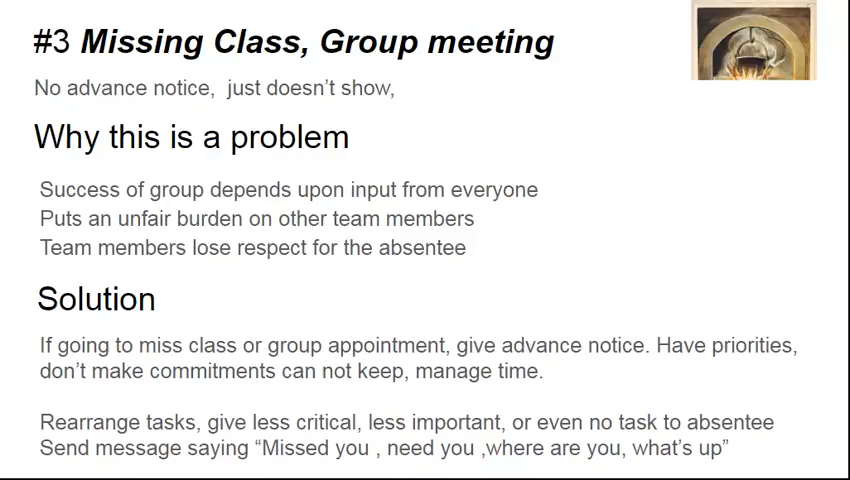 #3 Missing Class, Group meeting
No advance notice,  just doesn’t show,
Why this is a problem
Success of group depends upon input from everyone
Puts an unfair burden on other team members
Team members lose respect for the absentee
Solution
If going to miss class or group appointment, give advance notice. Have priorities,
don’t make commitments can not keep, manage time.
Rearrange tasks, give less critical, less important, or even no task to absentee
Send message saying “Missed you , need you ,where are you, what’s up”